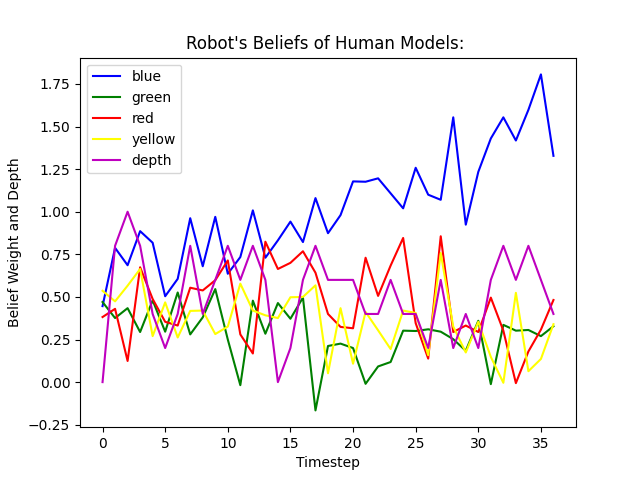 Robot's Beliefs of Human Models:
blue
green
red
yellow
depth
Belief Weight and Depth
1.75
1.50
1.25
1.00
0.75
0.50
0.25
0.00
−0.25
0 5 10 15 20 25 30 35
Timestep